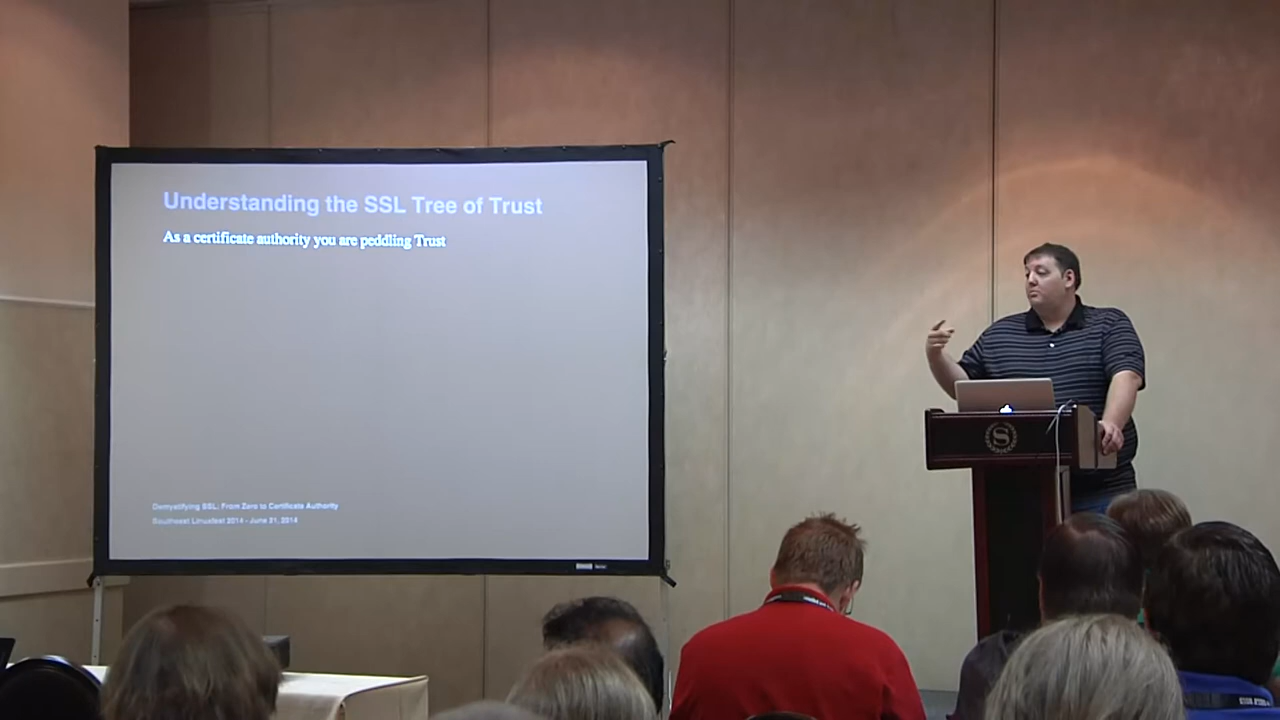 Understanding the SSL Tree of Trust
As a certificate authority you are peddling Trust
Demystifying SSL: From Zero to Certificate Authority
Southeast Linuxfest 2014 - June 21, 2014
S